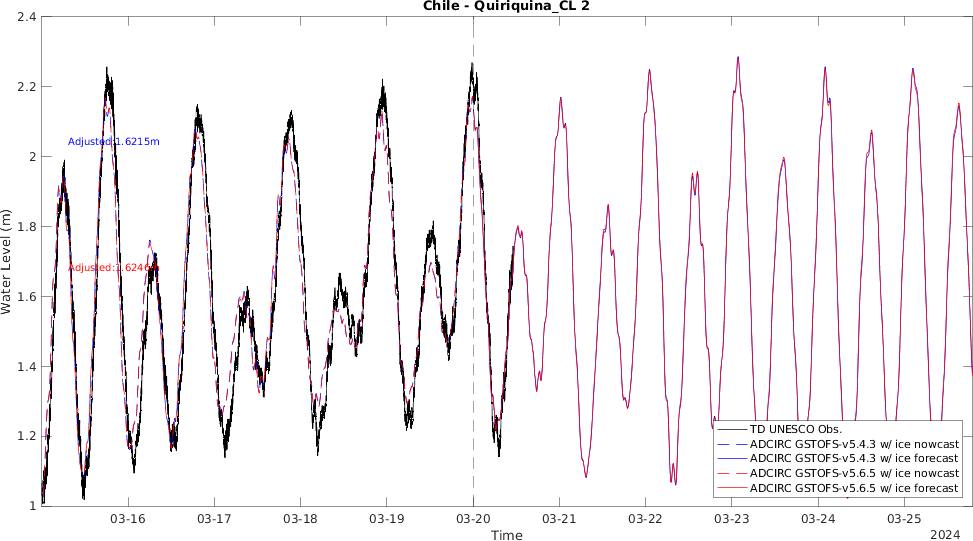 Chile - Quiriquina_CL 2
Water Level (m)
2.4
2.2
2
1.8
1.6
1.4
1.2
1
Adjusted:1.6215m
Adjusted:1.6246m
TD UNESCO Obs.
ADCIRC GSTOFS-v5.4.3 w/ ice nowcast
ADCIRC GSTOFS-v5.4.3 w/ ice forecast
ADCIRC GSTOFS-v5.6.5 w/ ice nowcast
ADCIRC GSTOFS-v5.6.5 w/ ice forecast
03-16 03-17 03-18 03-19 03-20 03-21 03-22 03-23 03-24 03-25
Time
2024